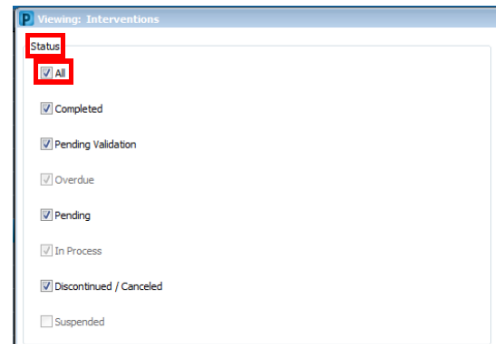 P Viewing: Interventions
Status
All
Completed
Pending Validation
Overdue
Pending
In Process
Discontinued / Canceled
Suspended